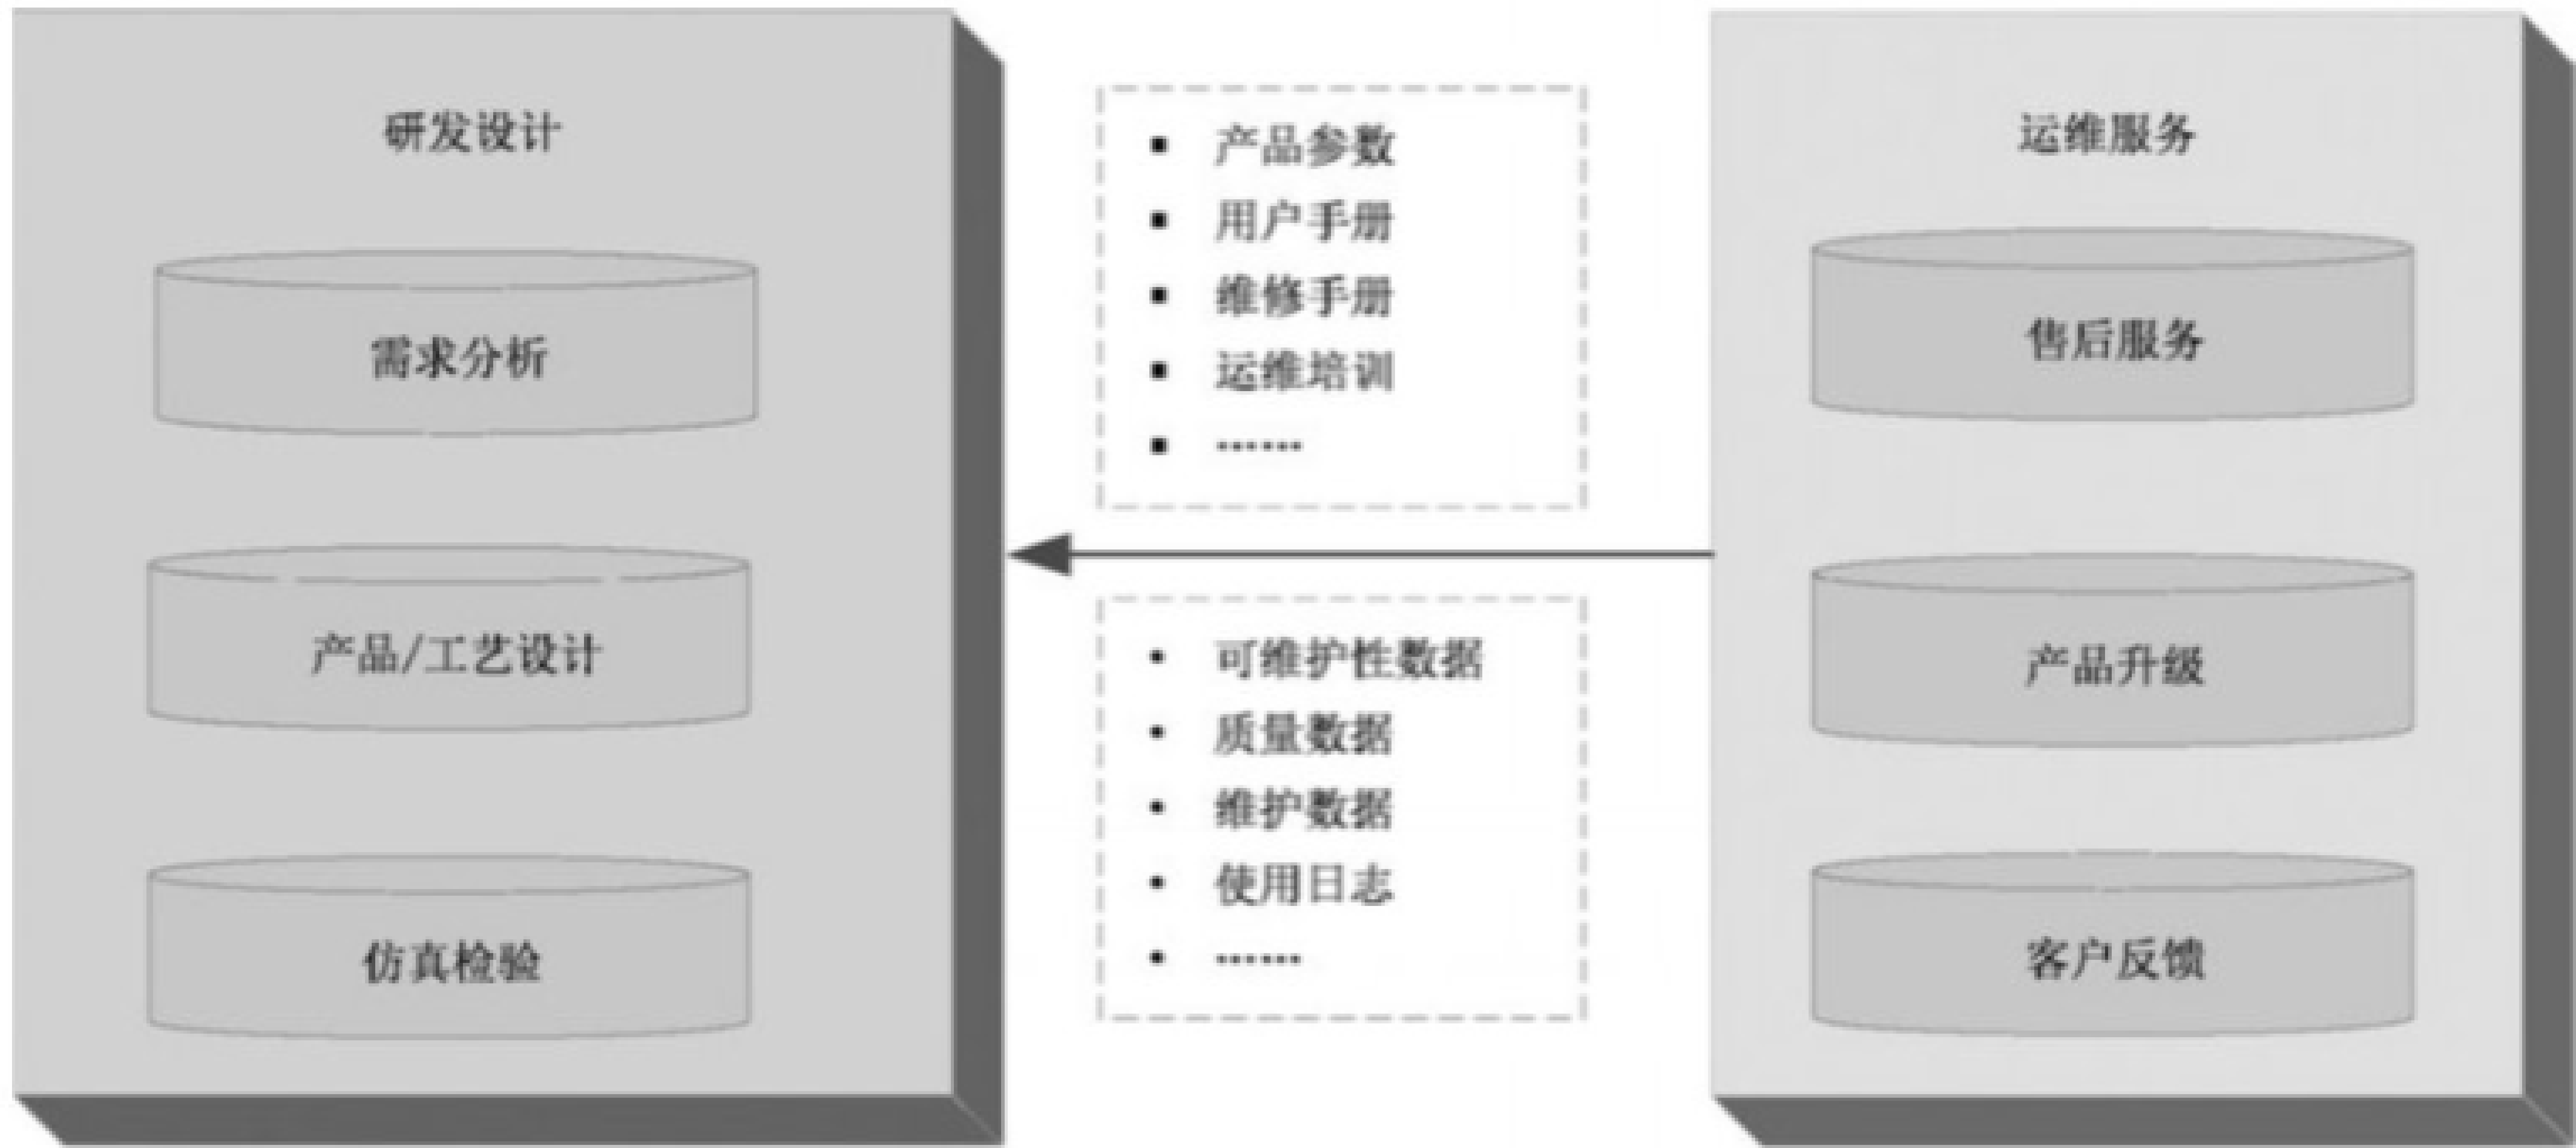 研发设计
需求分析
产品/工艺设计
仿真检验
■ 产品参数
■ 用户手册
■ 维修手册
■ 运维培训
■ ······
• 可维护性数据
• 质量数据
• 维护数据
• 使用日志
• ······
运维服务
售后服务
产品升级
客户反馈